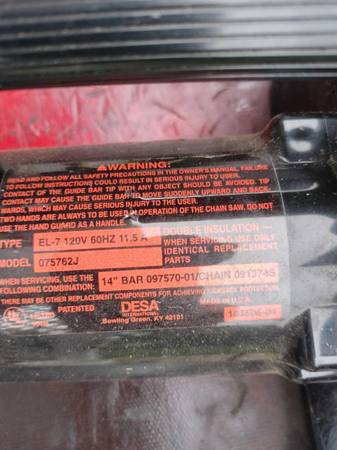 ⚠WARNING:
READ AND FOLLOW ALL SAFETY PRECAUTIONS IN THE OWNER'S MANUAL. FAILURE
TO FOLLOW INSTRUCTIONS COULD RESULT IN SERIOUS INJURY TO USER.
CONTACT OF THE GUIDE BAR TIP WITH ANY OBJECT SHOULD BE AVOIDED. TIP
CONTACT MAY CAUSE THE GUIDE BAR TO MOVE SUDDENLY UPWARD AND BACK-
WARDS, WHICH CAN CAUSE SERIOUS INJURY TO USER.
TWO HANDS ARE ALWAYS TO BE USED IN OPERATION OF THE CHAIN SAW. DO NOT
USE THE HAND GUARD AS A HANDLE.
TYPE EL-7 120V 60HZ 11.5 A
DOUBLE INSULATION —
WHEN SERVICING USE ONLY
IDENTICAL REPLACEMENT
PARTS
MODEL 075762J
WHEN SERVICING, USE THE
FOLLOWING COMBINATION: 14" BAR 097570-01/CHAIN 091374S
OR OTHER REPLACEMENT COMPONENTS FOR ACHIEVING KICKBACK PROTECTION.
UL
LISTED
PATENTED
DESA
INTERNATIONAL
Bowling Green, KY 42101
MADE IN U.S.A.